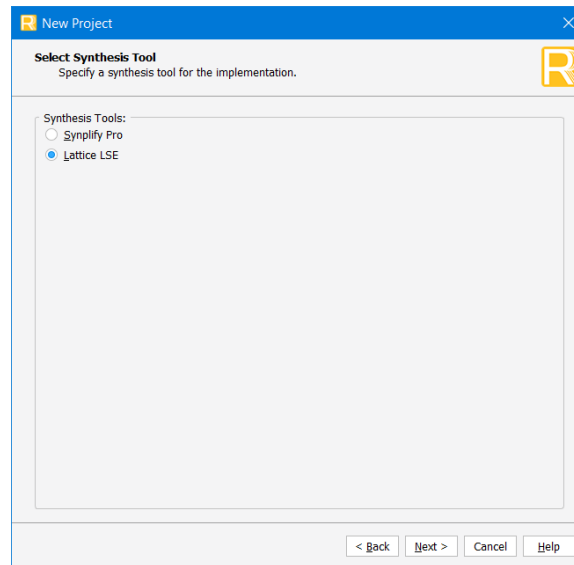 New Project
Select Synthesis Tool
Specify a synthesis tool for the implementation.
Synthesis Tools:
Synplify Pro
Lattice LSE
< Back Next > Cancel Help